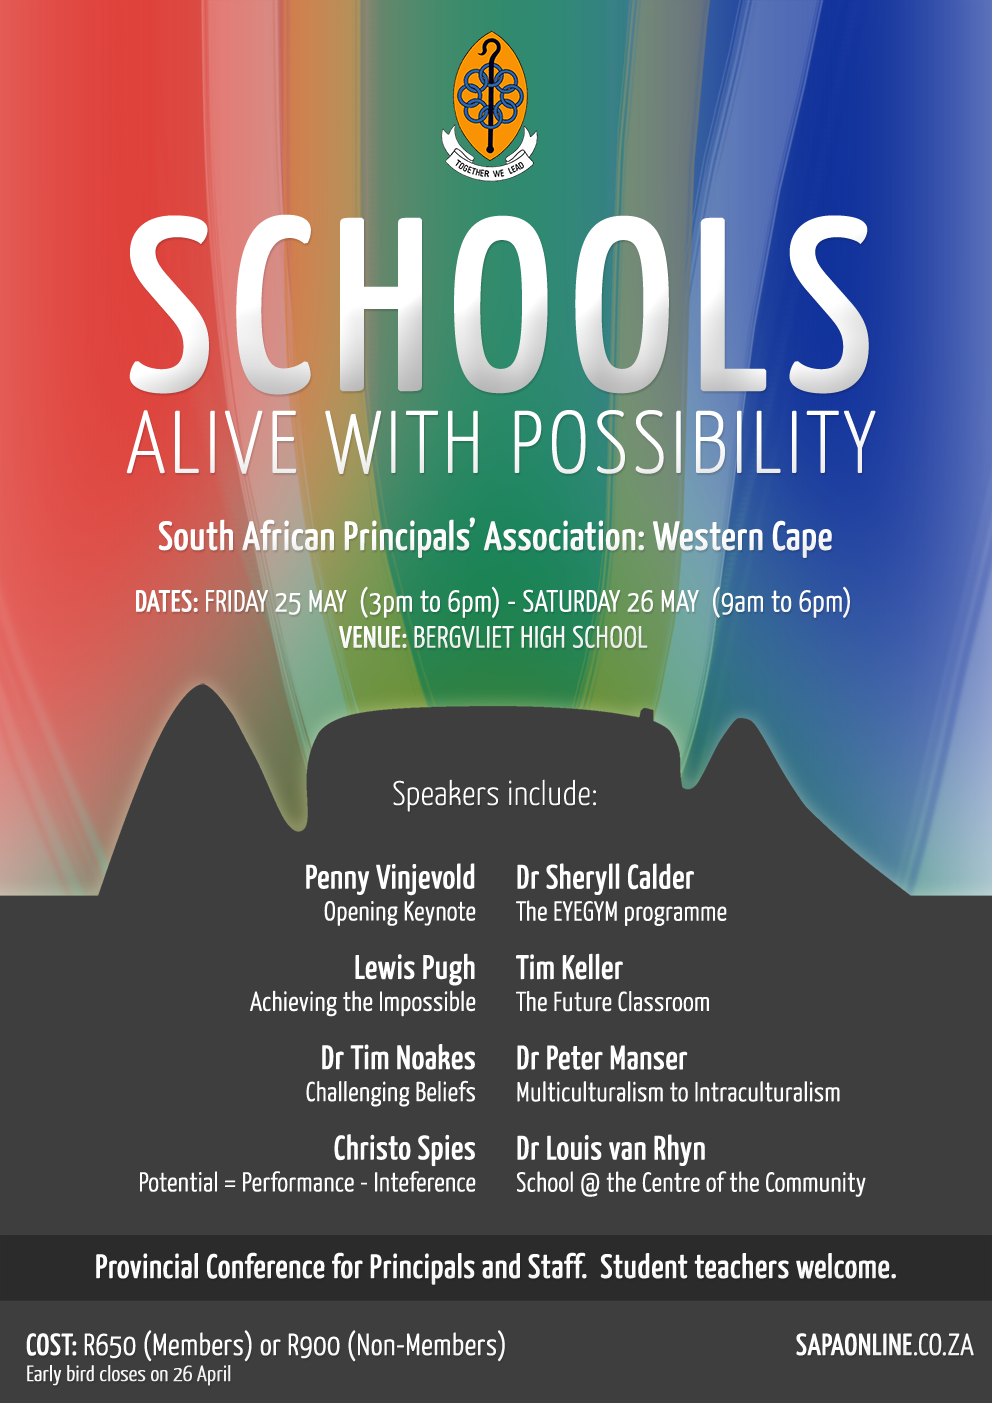 TOGETHER WE LEAD
SCHOOLS
ALIVE WITH POSSIBILITY
South African Principals’ Association: Western Cape
DATES: FRIDAY 25 MAY (3pm to 6pm) - SATURDAY 26 MAY (9am to 6pm)
VENUE: BERGVLIET HIGH SCHOOL
Speakers include:
Penny Vinjevold
Opening Keynote
Dr Sheryll Calder
The EYEGYM programme
Lewis Pugh
Achieving the Impossible
Tim Keller
The Future Classroom
Dr Tim Noakes
Challenging Beliefs
Dr Peter Manser
Multiculturalism to Intraculturalism
Christo Spies
Potential = Performance - Inteference
Dr Louis van Rhyn
School @ the Centre of the Community
Provincial Conference for Principals and Staff. Student teachers welcome.
COST: R650 (Members) or R900 (Non-Members)
Early bird closes on 26 April
SAPAONLINE.CO.ZA